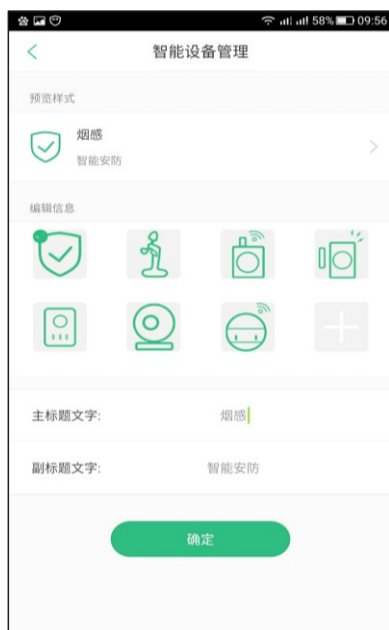 58% 09:56
智能设备管理
预览样式
烟感
智能安防
编辑信息
主标题文字: 烟感
副标题文字: 智能安防
确定